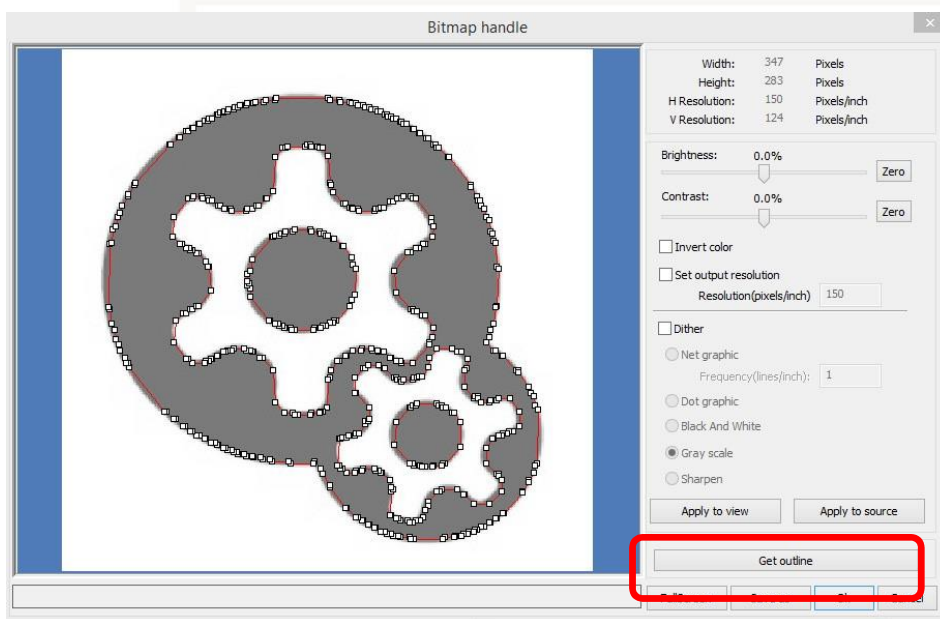 Bitmap handle
Width: 347 Pixels
Height: 283 Pixels
H Resolution: 150 Pixels/inch
V Resolution: 124 Pixels/inch
Brightness: 0.0%
Zero
Contrast: 0.0%
Zero
Invert color
Set output resolution
Resolution(pixels/inch) 150
Dither
Net graphic
Frequency(lines/inch): 1
Dot graphic
Black And White
Gray scale
Sharpen
Apply to view Apply to source
Get outline